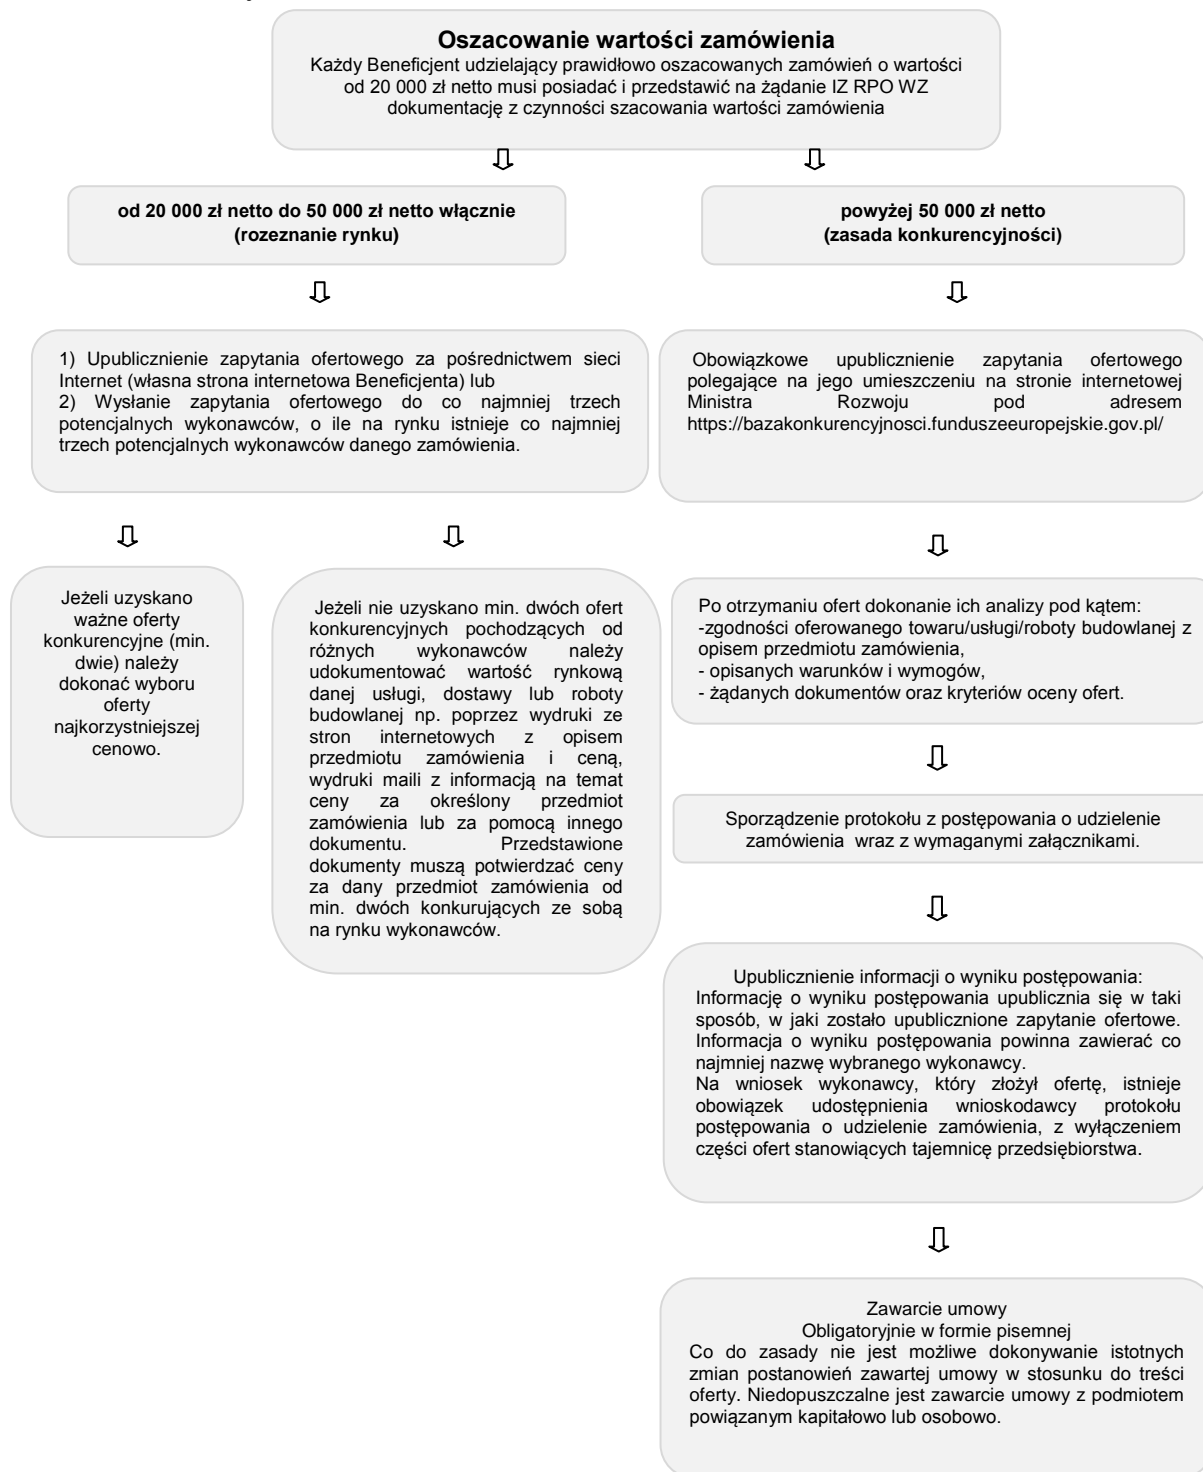 Oszacowanie wartości zamówienia
Każdy Beneficjent udzielający prawidłowo oszacowanych zamówień o wartości
od 20 000 zł netto musi posiadać i przedstawić na żądanie IZ RPO WZ
dokumentację z czynności szacowania wartości zamówienia
od 20 000 zł netto do 50 000 zł netto włącznie
(rozeznanie rynku)
powyżej 50 000 zł netto
(zasada konkurencyjności)
1) Upublicznienie zapytania ofertowego za pośrednictwem sieci
Internet (własna strona internetowa Beneficjenta) lub
2) Wysłanie zapytania ofertowego do co najmniej trzech
potencjalnych wykonawców, o ile na rynku istnieje co najmniej
trzech potencjalnych wykonawców danego zamówienia.
Obowiązkowe upublicznienie zapytania ofertowego
polegające na jego umieszczeniu na stronie internetowej
Ministra Rozwoju pod adresem
https://bazakonkurencyjnosci.funduszeeuropejskie.gov.pl/
Jeżeli uzyskano
ważne oferty
konkurencyjne (min.
dwie) należy
dokonać wyboru
oferty
najkorzystniejszej
cenowo.
Jeżeli nie uzyskano min. dwóch ofert
konkurencyjnych pochodzących od
różnych wykonawców należy
udokumentować wartość rynkową
danej usługi, dostawy lub roboty
budowlanej np. poprzez wydruki ze
stron internetowych z opisem
przedmiotu zamówienia i ceną,
wydruki maili z informacją na temat
ceny za określony przedmiot
zamówienia lub za pomocą innego
dokumentu. Przedstawione
dokumenty muszą potwierdzać ceny
za dany przedmiot zamówienia od
min. dwóch konkurujących ze sobą
na rynku wykonawców.
Po otrzymaniu ofert dokonanie ich analizy pod kątem:
-zgodności oferowanego towaru/usługi/roboty budowlanej z
opisem przedmiotu zamówienia,
- opisanych warunków i wymogów,
- żądanych dokumentów oraz kryteriów oceny ofert.
Sporządzenie protokołu z postępowania o udzielenie
zamówienia wraz z wymaganymi załącznikami.
Upublicznienie informacji o wyniku postępowania:
Informację o wyniku postępowania upublicznia się w taki
sposób, w jaki zostało upublicznione zapytanie ofertowe.
Informacja o wyniku postępowania powinna zawierać co
najmniej nazwę wybranego wykonawcy.
Na wniosek wykonawcy, który złożył ofertę, istnieje
obowiązek udostępnienia wnioskodawcy protokołu
postępowania o udzielenie zamówienia, z wyłączeniem
części ofert stanowiących tajemnicę przedsiębiorstwa.
Zawarcie umowy
Obligatoryjnie w formie pisemnej
Co do zasady nie jest możliwe dokonywanie istotnych
zmian postanowień zawartej umowy w stosunku do treści
oferty. Niedopuszczalne jest zawarcie umowy z podmiotem
powiązanym kapitałowo lub osobowo.